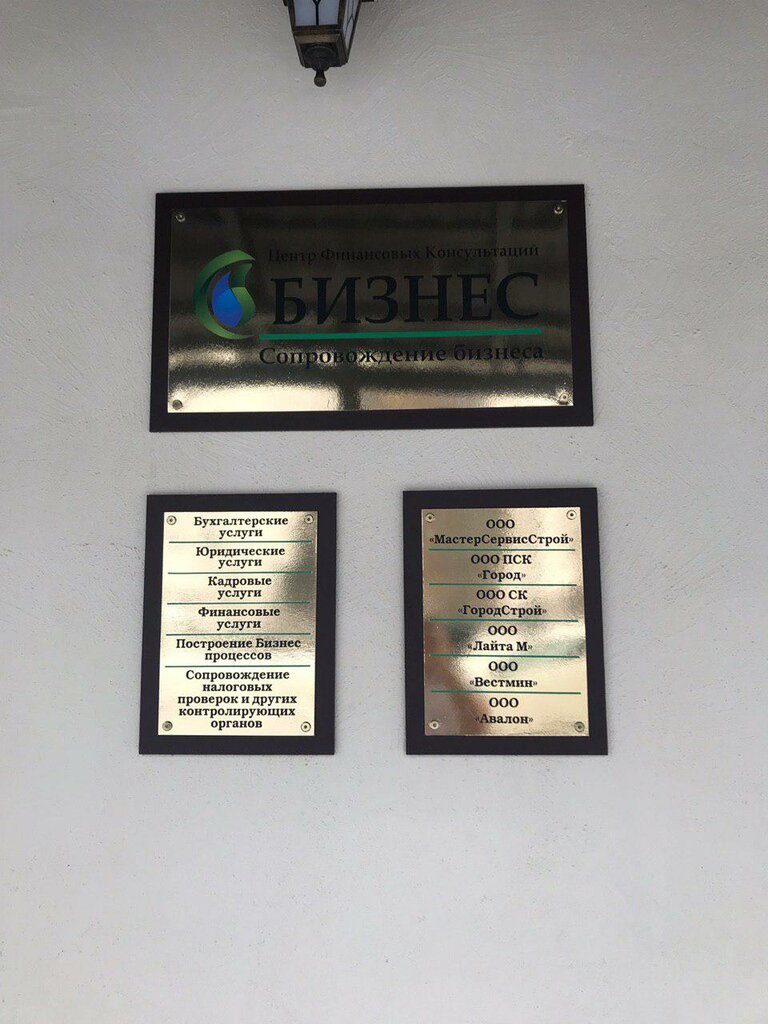 Центр Финансовых Консультаций
БИЗНЕС
Сопровождение бизнеса
Бухгалтерские
услуги
Юридические
услуги
Кадровые
услуги
Финансовые
услуги
Построение Бизнес
процессов
Сопровождение
налоговых
проверок и других
контролирующих
органов
ООО
«МастерСервисСтрой»
ООО ПСК
«Город»
ООО СК
«ГородСтрой»
ООО
«Лайта М»
ООО
«Вестмин»
ООО
«Авалон»